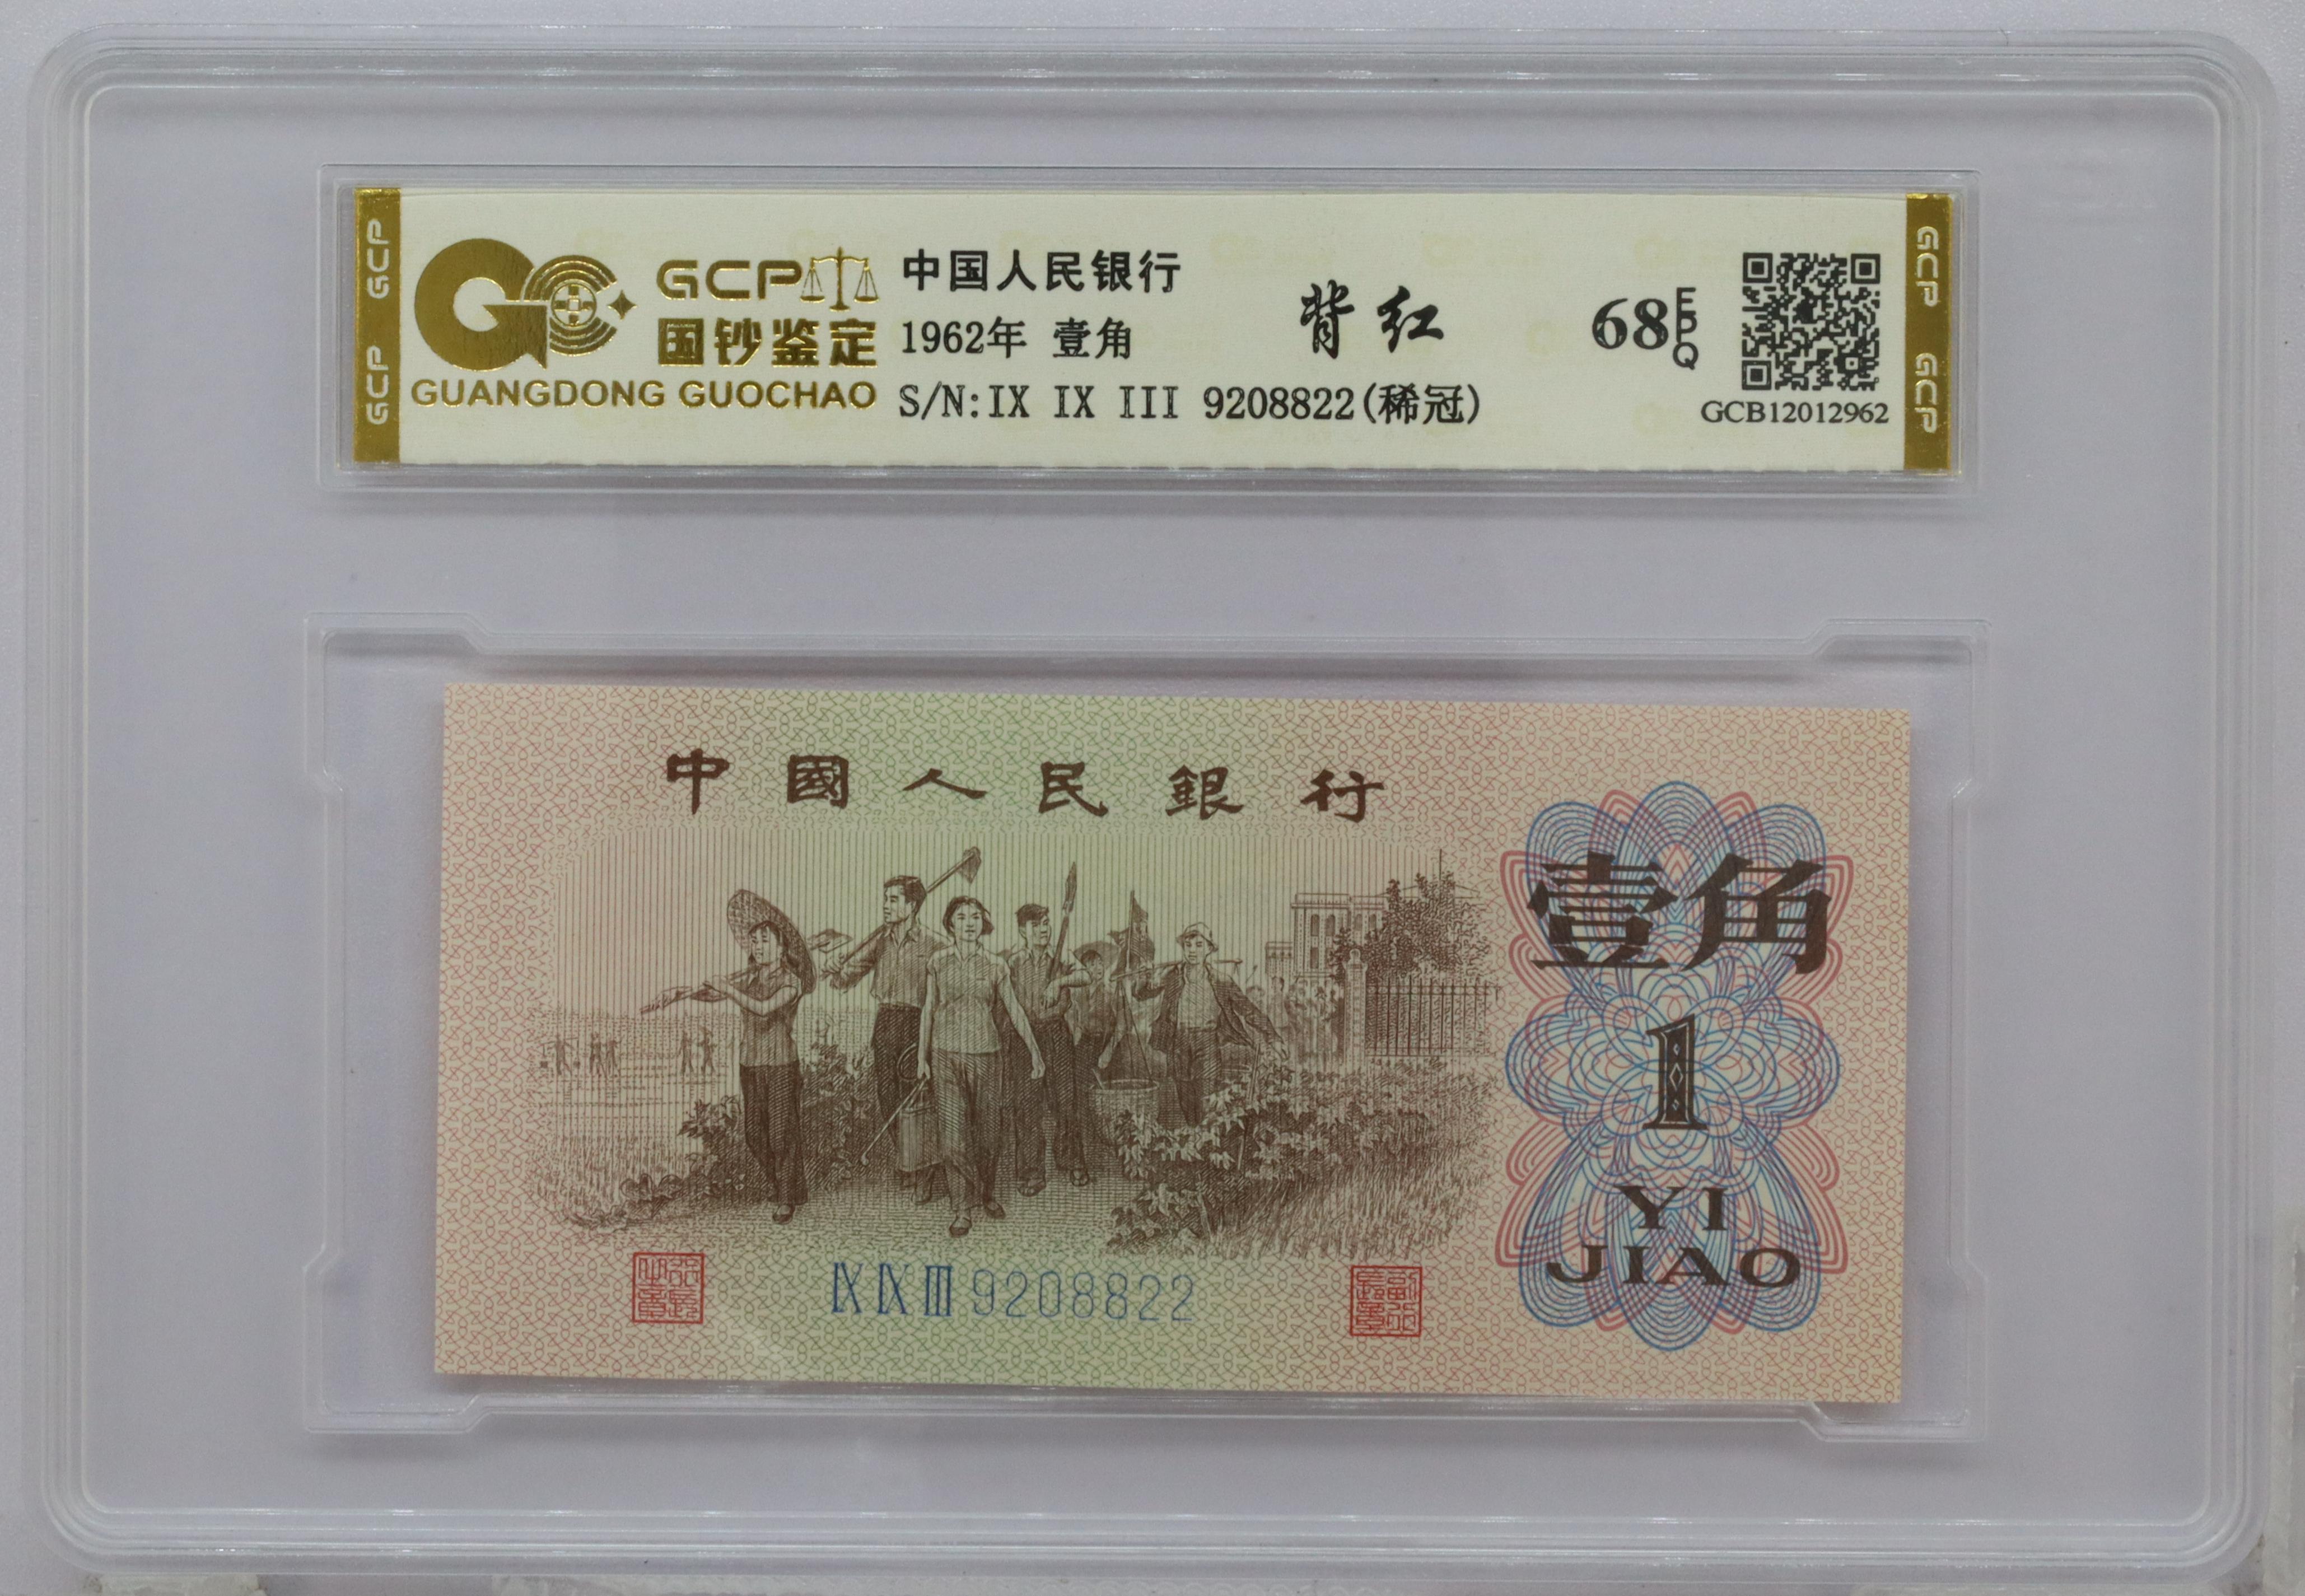 GCP GCP
GCP
国钞鉴定
GUANGDONG GUOCHAO
中国人民银行
1962年 壹角
S/N:IX IX III 9208822(稀冠)
背红
68EPQ
GCB12012962
GCP GCP
中國人民銀行
壹角
1
YI
JIAO
IX IX III 9208822